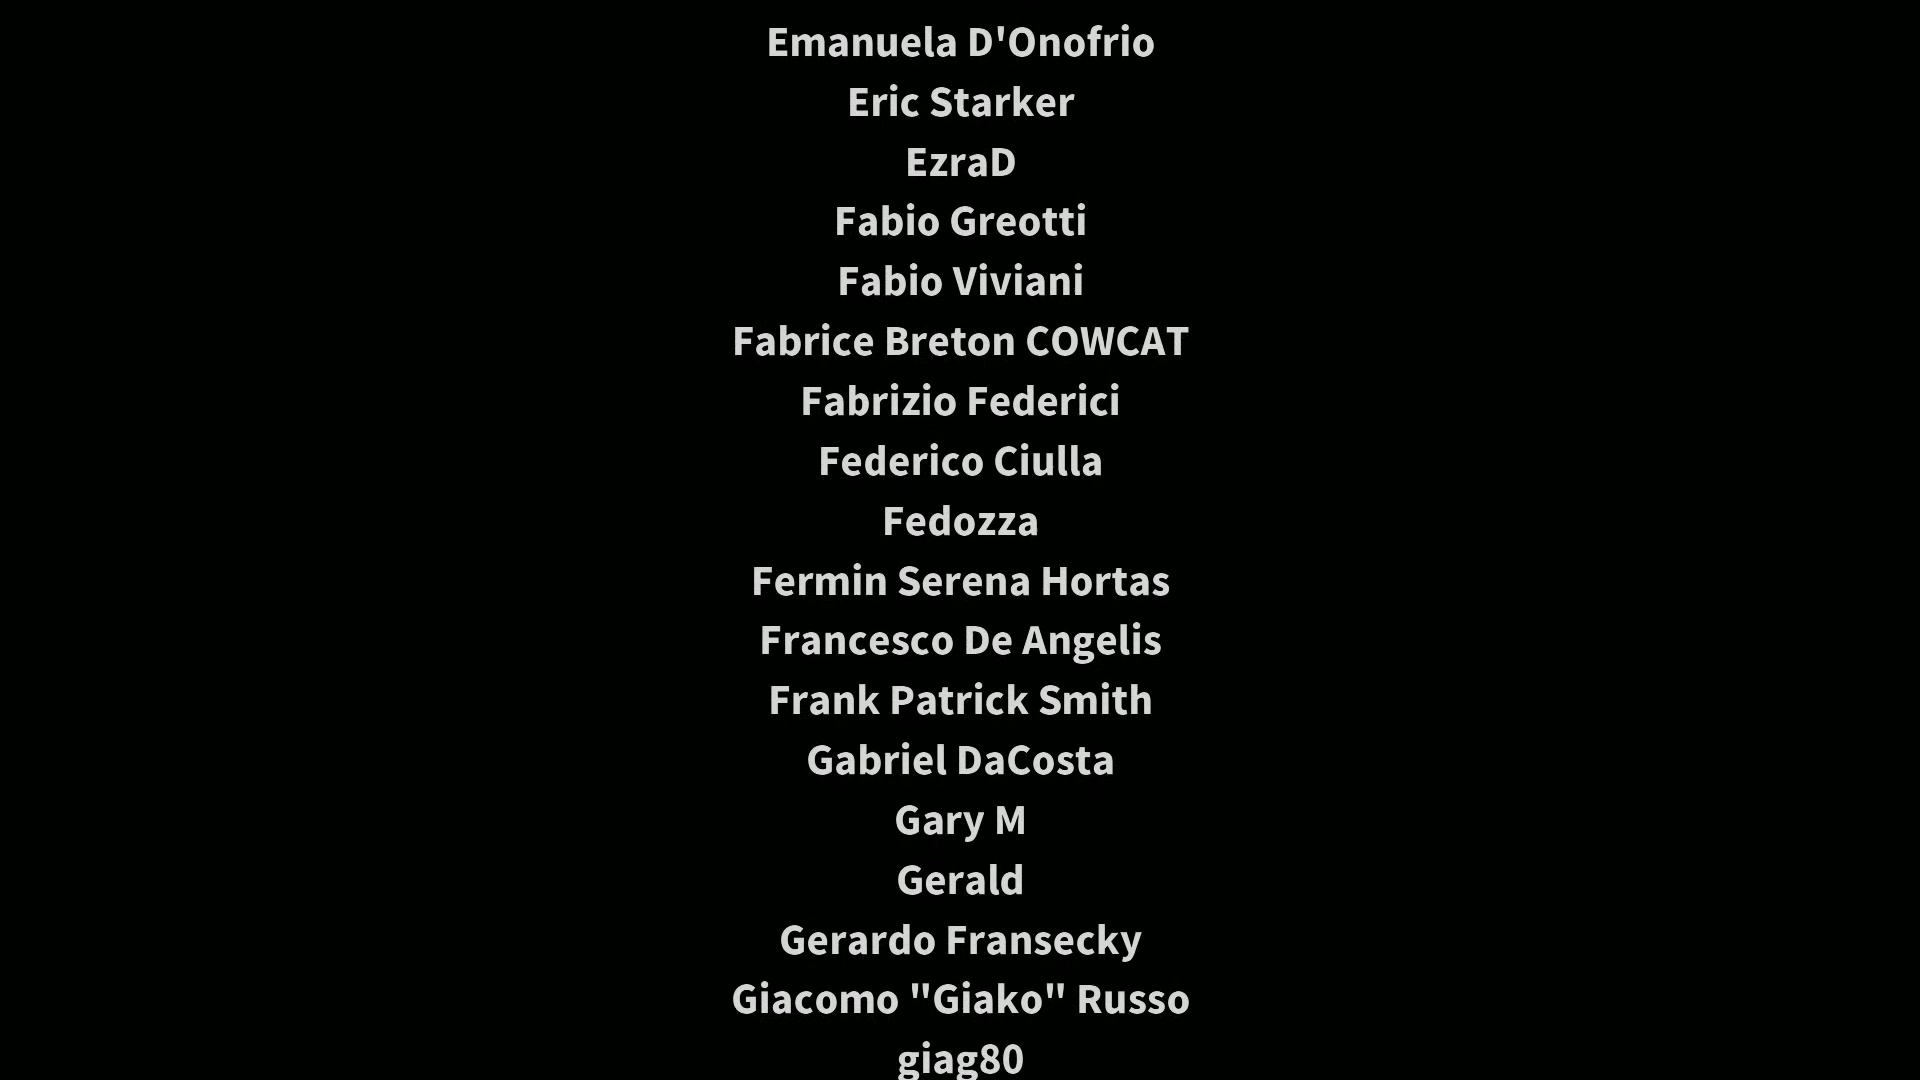 Emanuela D'Onofrio
Eric Starker
EzraD
Fabio Greotti
Fabio Viviani
Fabrice Breton COWCAT
Fabrizio Federici
Federico Ciulla
Fedozza
Fermin Serena Hortas
Francesco De Angelis
Frank Patrick Smith
Gabriel DaCosta
Gary M
Gerald
Gerardo Fransecky
Giacomo "Giako" Russo
giag80